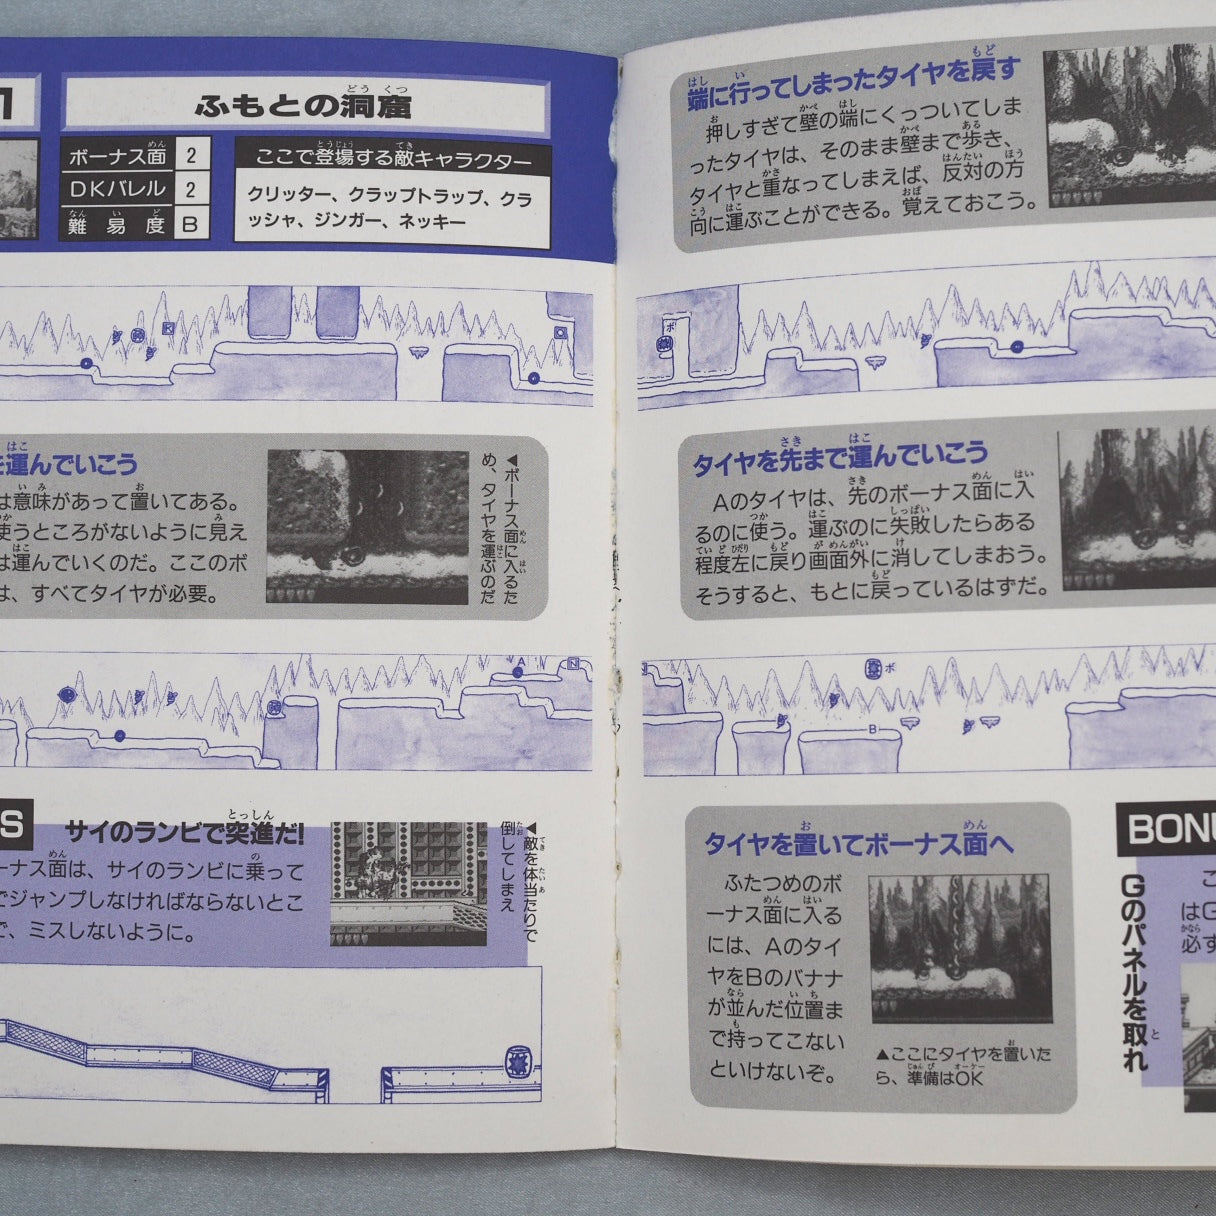 1
ふもとの洞窟
ボーナス面 2
DKバレル 2
難易度 B
ここで登場する敵キャラクター
クリッター、クラップトラップ、クラ
ッシャ、ジンガー、ネッキー
を運んでいこう
は意味があって置いてある。
使うところがないように見え
は運んでいくのだ。ここのボ
は、すべてタイヤが必要。
◀ボーナス面に入るた
め、タイヤを運ぶのだ
A
N
S
サイのランビで突進だ!
ーナス面は、サイのランビに乗って
でジャンプしなければならないとこ
で、ミスしないように。
◀敵を体当たりで
倒してしまえ
端に行ってしまったタイヤを戻す
押しすぎて壁の端にくっついてしま
ったタイヤは、そのまま壁まで歩き、
タイヤと重なってしまえば、反対の方
向に運ぶことができる。覚えておこう。
ボ
タイヤを先まで運んでいこう
Aのタイヤは、先のボーナス面に入
るのに使う。運ぶのに失敗したらある
程度左に戻り画面外に消してしまおう。
そうすると、もとに戻っているはずだ。
ボ
B
タイヤを置いてボーナス面へ
ふたつめのボ
ーナス面に入る
には、Aのタイ
ヤをBのバナナ
が並んだ位置ま
で持ってこない
といけないぞ。
▲ここにタイヤを置いた
ら、準備はOK
BONU
Gのパネルを取れ
こ
はG
必ず